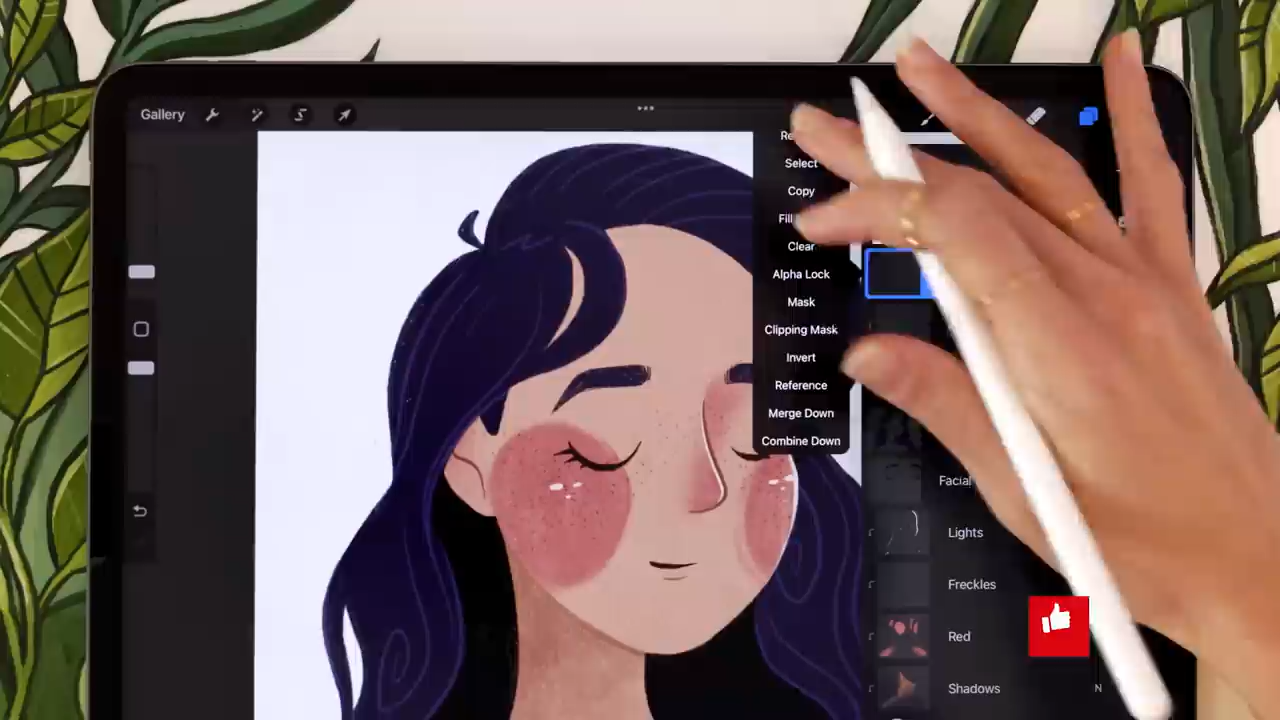 Gallery
Select
Copy
Fill
Clear
Alpha Lock
Mask
Clipping Mask
Invert
Reference
Merge Down
Combine Down
Facial
Lights
Freckles
Red
Shadows
N